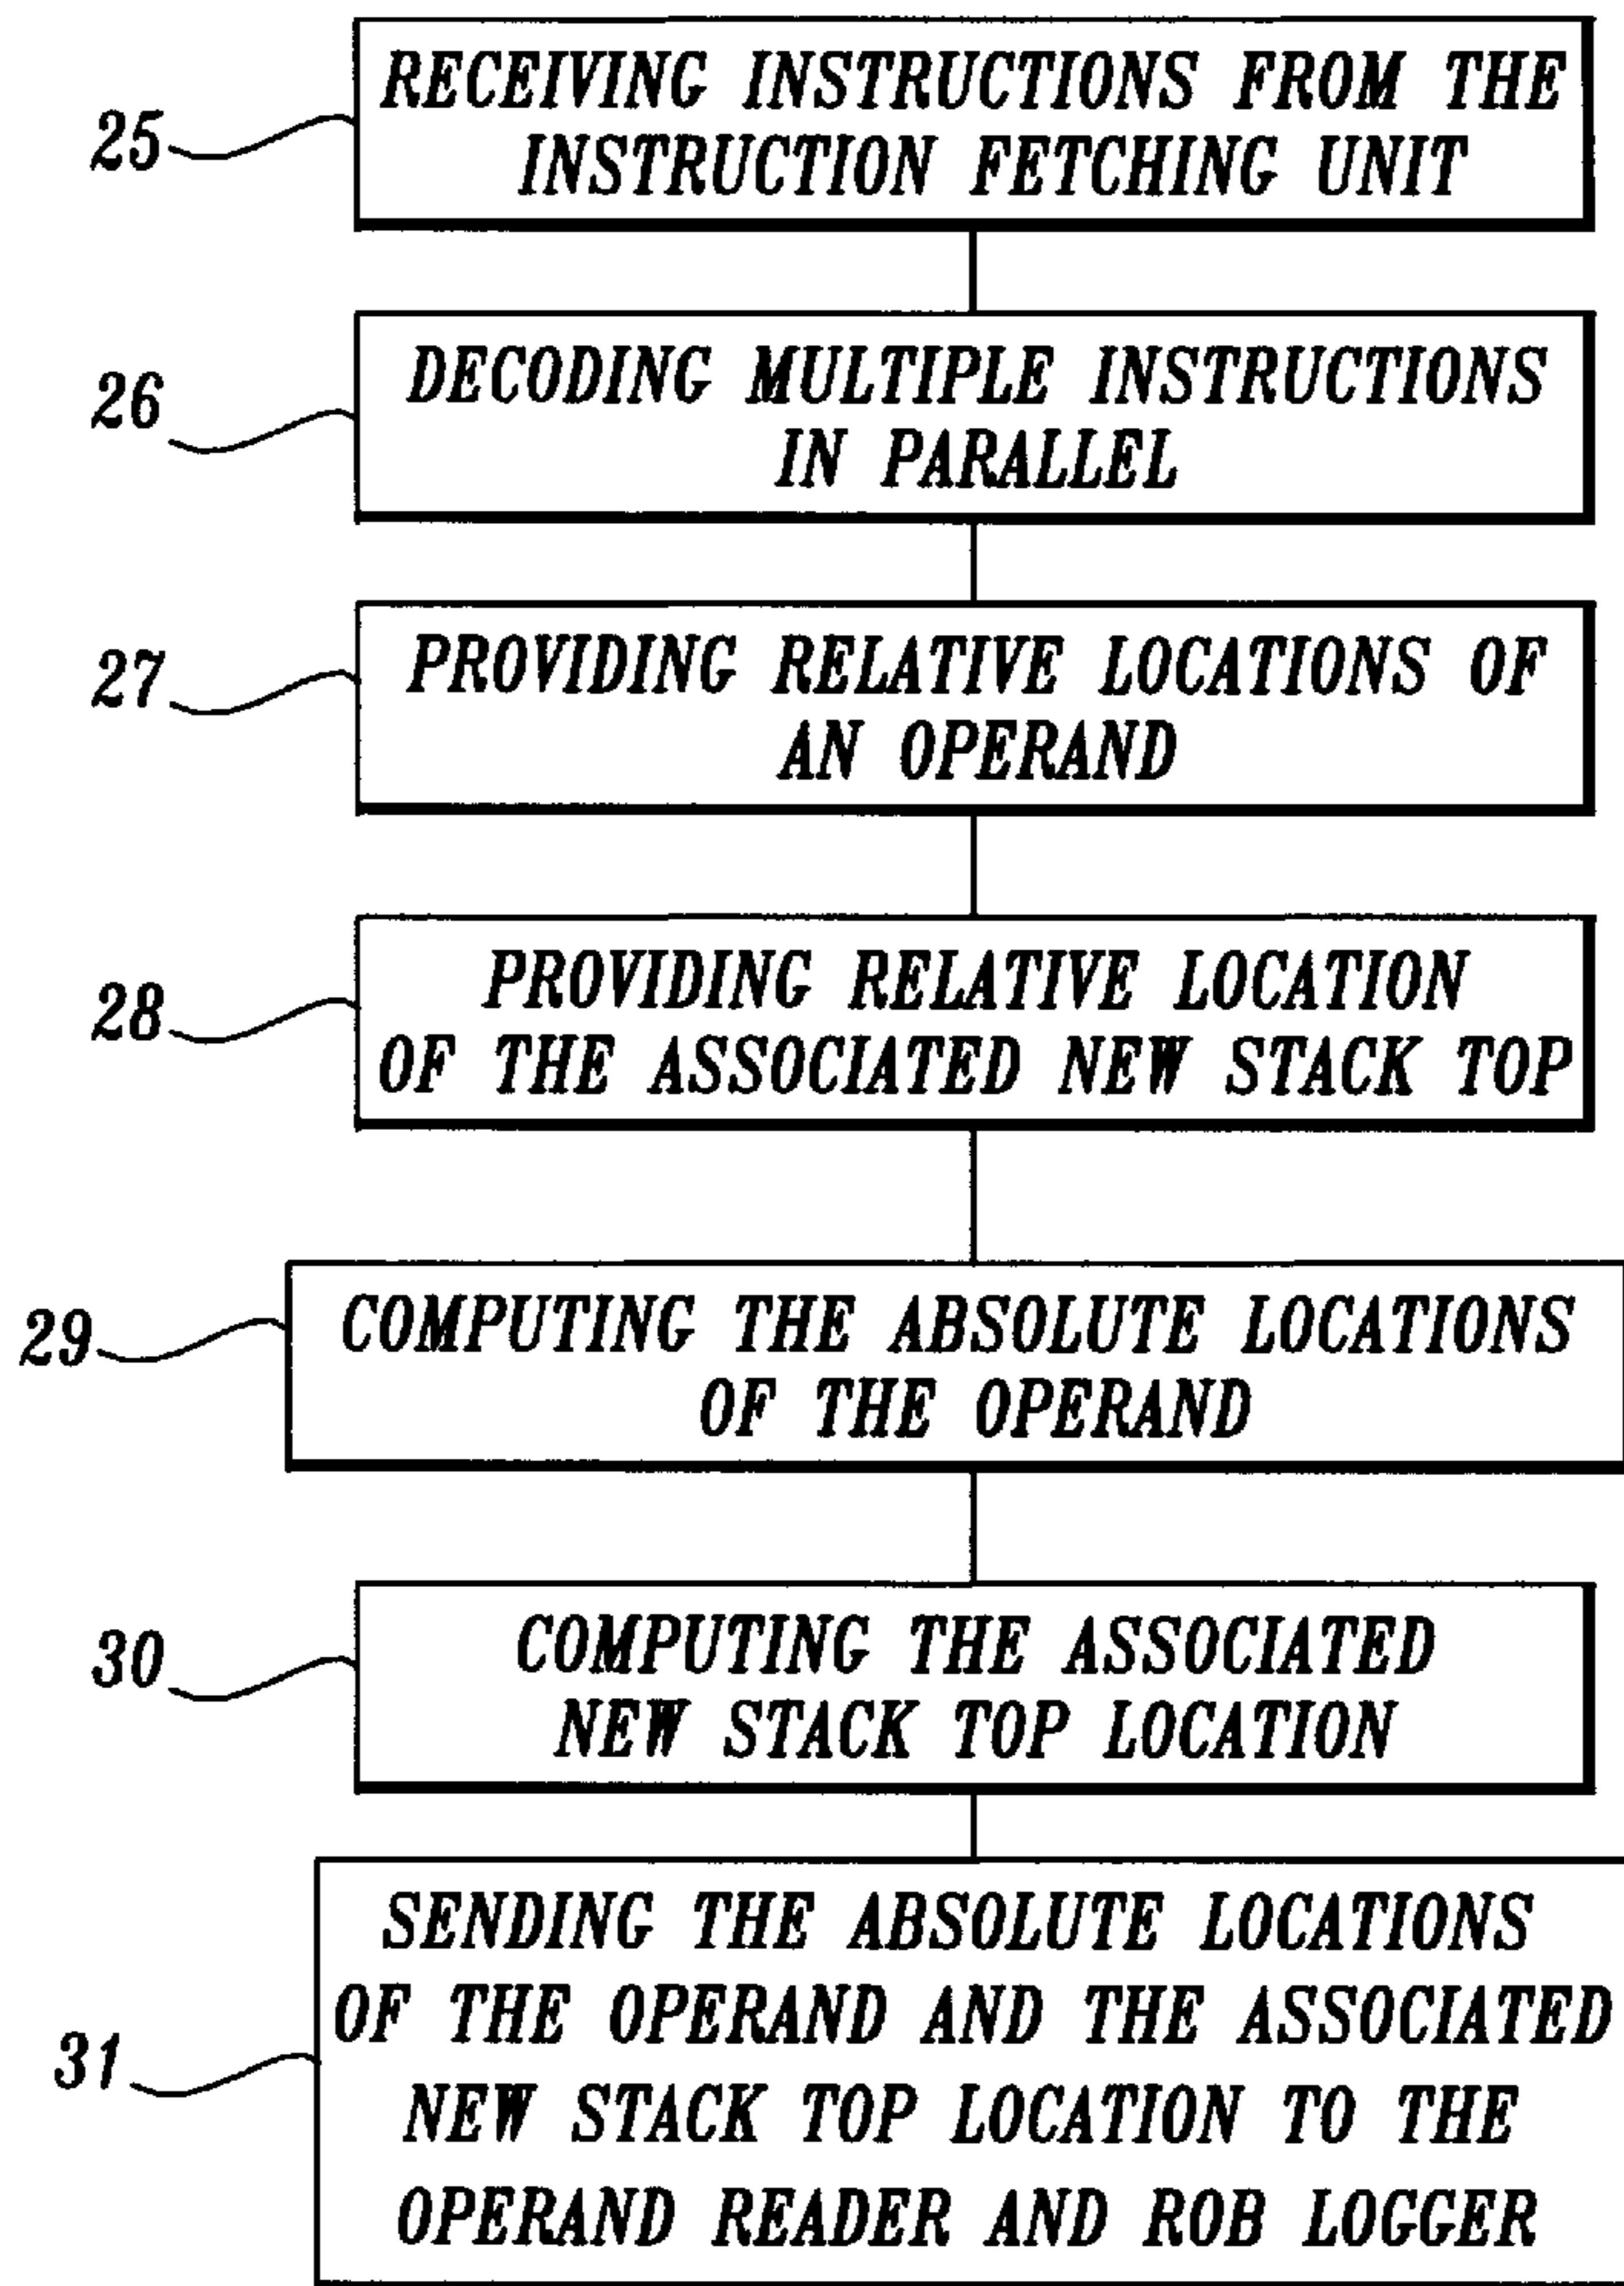 25
RECEIVING INSTRUCTIONS FROM THE
INSTRUCTION FETCHING UNIT
26
DECODING MULTIPLE INSTRUCTIONS
IN PARALLEL
27
PROVIDING RELATIVE LOCATIONS OF
AN OPERAND
28
PROVIDING RELATIVE LOCATION
OF THE ASSOCIATED NEW STACK TOP
29
COMPUTING THE ABSOLUTE LOCATIONS
OF THE OPERAND
30
COMPUTING THE ASSOCIATED
NEW STACK TOP LOCATION
31
SENDING THE ABSOLUTE LOCATIONS
OF THE OPERAND AND THE ASSOCIATED
NEW STACK TOP LOCATION TO THE
OPERAND READER AND ROB LOGGER